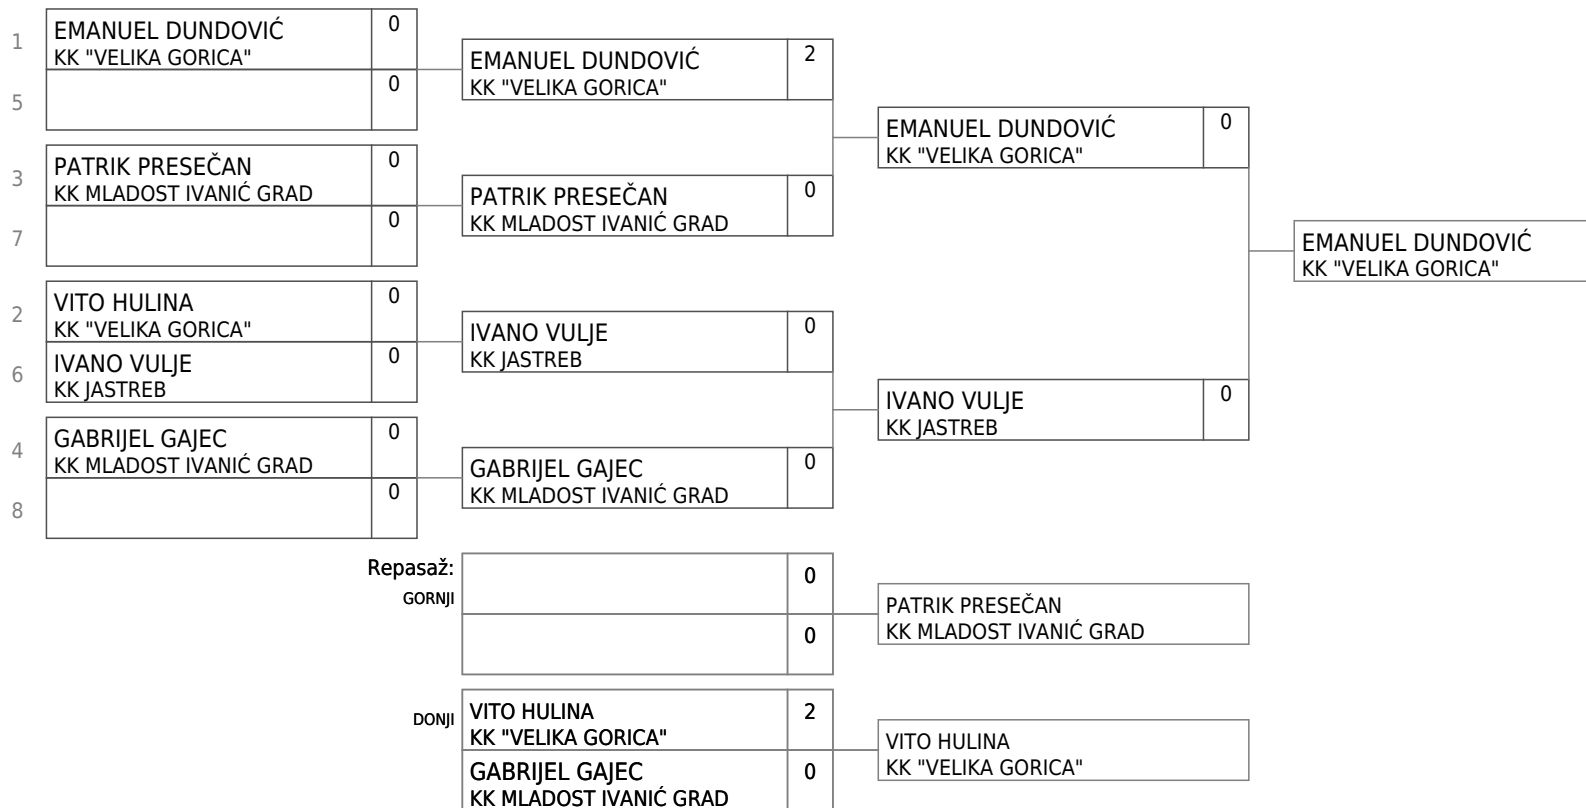 1
EMANUEL DUNDOVIĆ
KK "VELIKA GORICA"
0
5
0
3
PATRIK PRESEČAN
KK MLADOST IVANIĆ GRAD
0
7
0
2
VITO HULINA
KK "VELIKA GORICA"
0
6
IVANO VULJE
KK JASTREB
0
4
GABRIJEL GAJEC
KK MLADOST IVANIĆ GRAD
0
8
0
EMANUEL DUNDOVIĆ
KK "VELIKA GORICA"
2
PATRIK PRESEČAN
KK MLADOST IVANIĆ GRAD
0
IVANO VULJE
KK JASTREB
0
GABRIJEL GAJEC
KK MLADOST IVANIĆ GRAD
0
EMANUEL DUNDOVIĆ
KK "VELIKA GORICA"
0
IVANO VULJE
KK JASTREB
0
EMANUEL DUNDOVIĆ
KK "VELIKA GORICA"
Repasaž:
GORNJI
0
0
PATRIK PRESEČAN
KK MLADOST IVANIĆ GRAD
DONJI
VITO HULINA
KK "VELIKA GORICA"
2
GABRIJEL GAJEC
KK MLADOST IVANIĆ GRAD
0
VITO HULINA
KK "VELIKA GORICA"